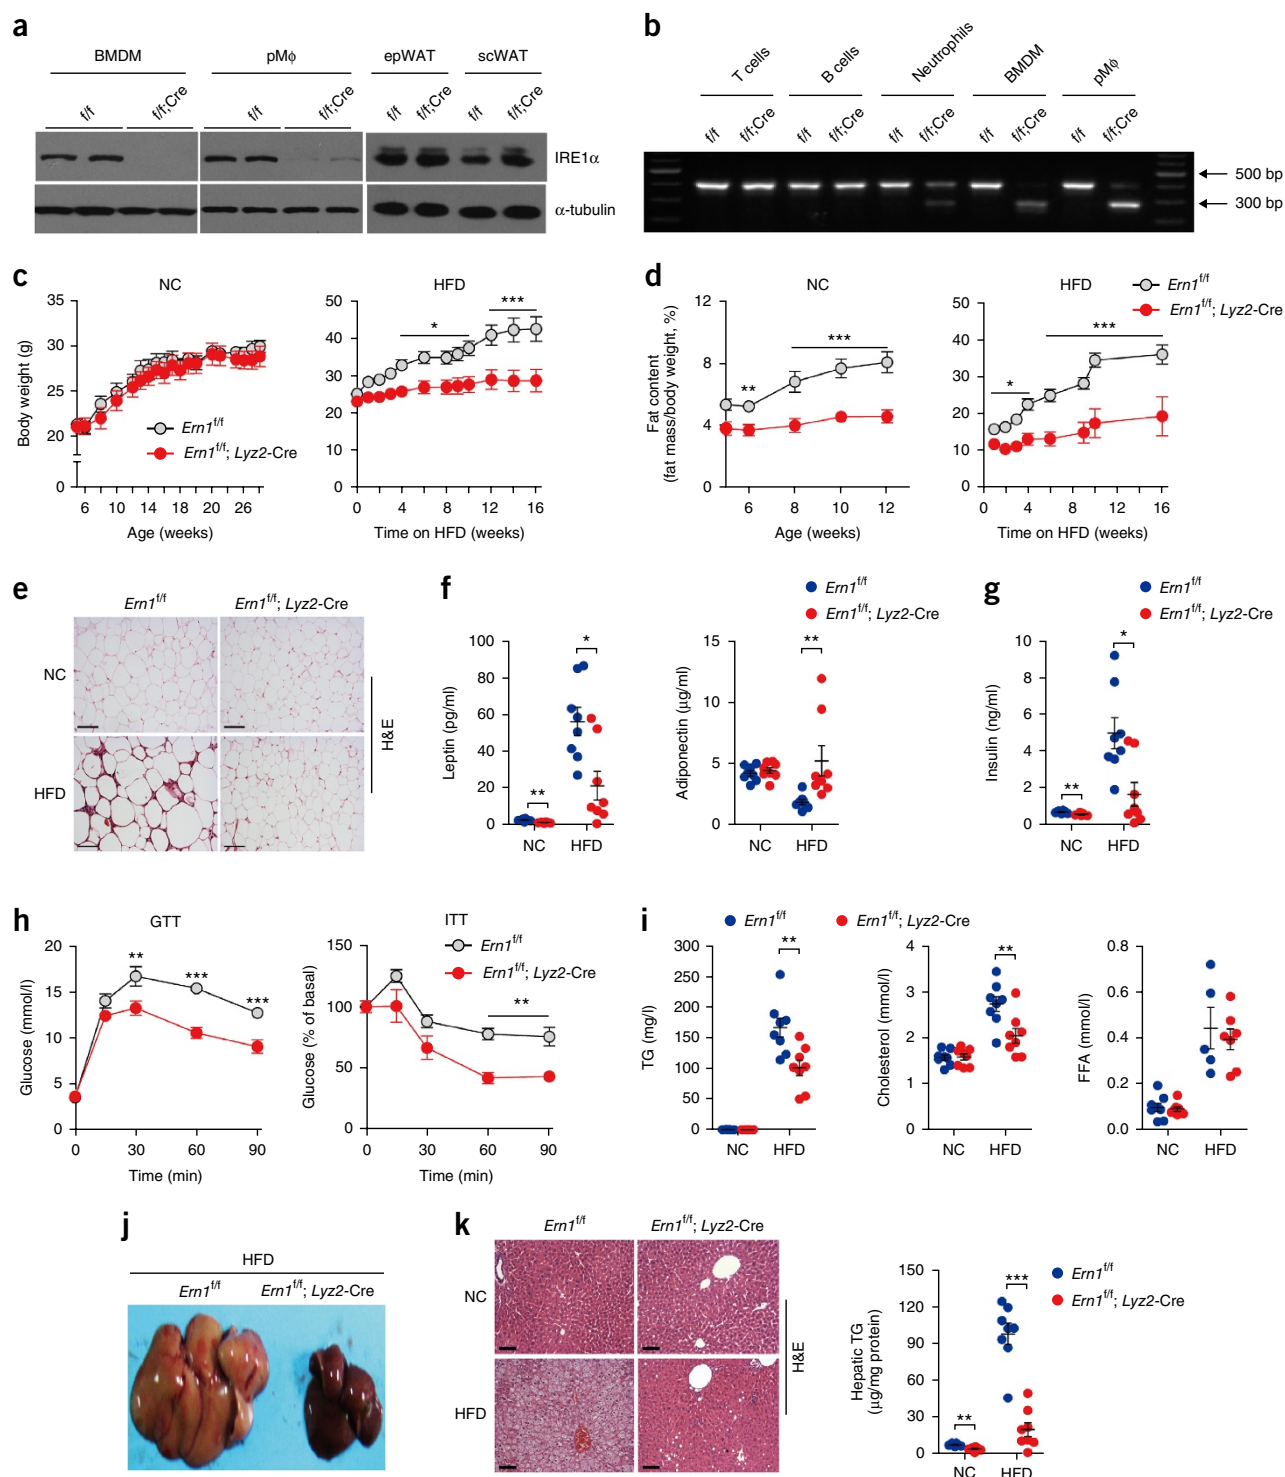 a
BMDM pMϕ epWAT scWAT
f/f f/f;Cre f/f f/f;Cre f/f f/f;Cre f/f f/f;Cre
IRE1α
α-tubulin
b
T cells B cells Neutrophils BMDM pMϕ
f/f f/f;Cre f/f f/f;Cre f/f f/f;Cre f/f f/f;Cre f/f f/f;Cre
500 bp
300 bp
c
NC
Body weight (g)
35
30
25
20
0
6 10 14 20 26
Age (weeks)
Ern1f/f
Ern1f/f; Lyz2-Cre
HFD
50
40
30
20
10
0
* ***
0 4 8 12 16
Time on HFD (weeks)
d
NC
Fat content
(fat mass/body weight, %)
12
8
4
0
** ***
6 8 10 12
Age (weeks)
HFD
Ern1f/f
Ern1f/f; Lyz2-Cre
50
40
30
20
10
0
* ***
0 4 8 12 16
Time on HFD (weeks)
e
Ern1f/f Ern1f/f; Lyz2-Cre
NC
HFD
H&E
f
Leptin (pg/ml)
100
80
60
40
20
0
** *
NC HFD
Ern1f/f
Ern1f/f; Lyz2-Cre
Adiponectin (μg/ml)
15
10
5
0
**
NC HFD
g
Ern1f/f
Ern1f/f; Lyz2-Cre
Insulin (ng/ml)
10
8
6
4
2
0
** *
NC HFD
h
GTT
Glucose (mmol/l)
20
15
10
5
0
** *** ***
0 30 60 90
Time (min)
ITT
Glucose (% of basal)
150
100
50
0
Ern1f/f
Ern1f/f; Lyz2-Cre
**
0 30 60 90
Time (min)
i
Ern1f/f Ern1f/f; Lyz2-Cre
TG (mg/l)
300
250
200
150
100
50
0
**
NC HFD
Cholesterol (mmol/l)
4
3
2
1
0
**
NC HFD
FFA (mmol/l)
0.8
0.6
0.4
0.2
0.0
NC HFD
j
HFD
Ern1f/f Ern1f/f; Lyz2-Cre
k
Ern1f/f Ern1f/f; Lyz2-Cre
NC
HFD
H&E
Hepatic TG
(μg/mg protein)
150
120
90
60
30
0
** ***
NC HFD
Ern1f/f
Ern1f/f; Lyz2-Cre